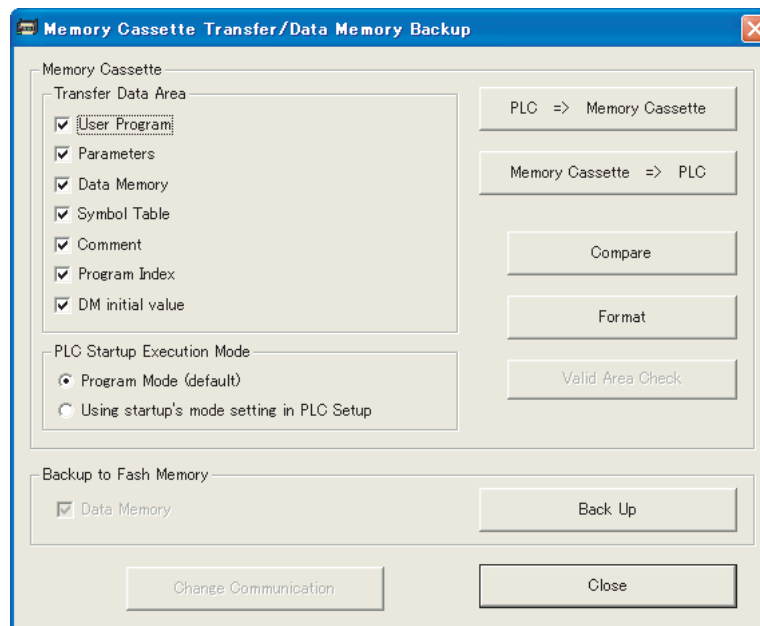 Memory Cassette Transfer/Data Memory Backup
Memory Cassette
Transfer Data Area
User Program
Parameters
Data Memory
Symbol Table
Comment
Program Index
DM initial value
PLC => Memory Cassette
Memory Cassette => PLC
Compare
Format
Valid Area Check
PLC Startup Execution Mode
Program Mode (default)
Using startup's mode setting in PLC Setup
Backup to Fash Memory
Data Memory
Back Up
Change Communication
Close